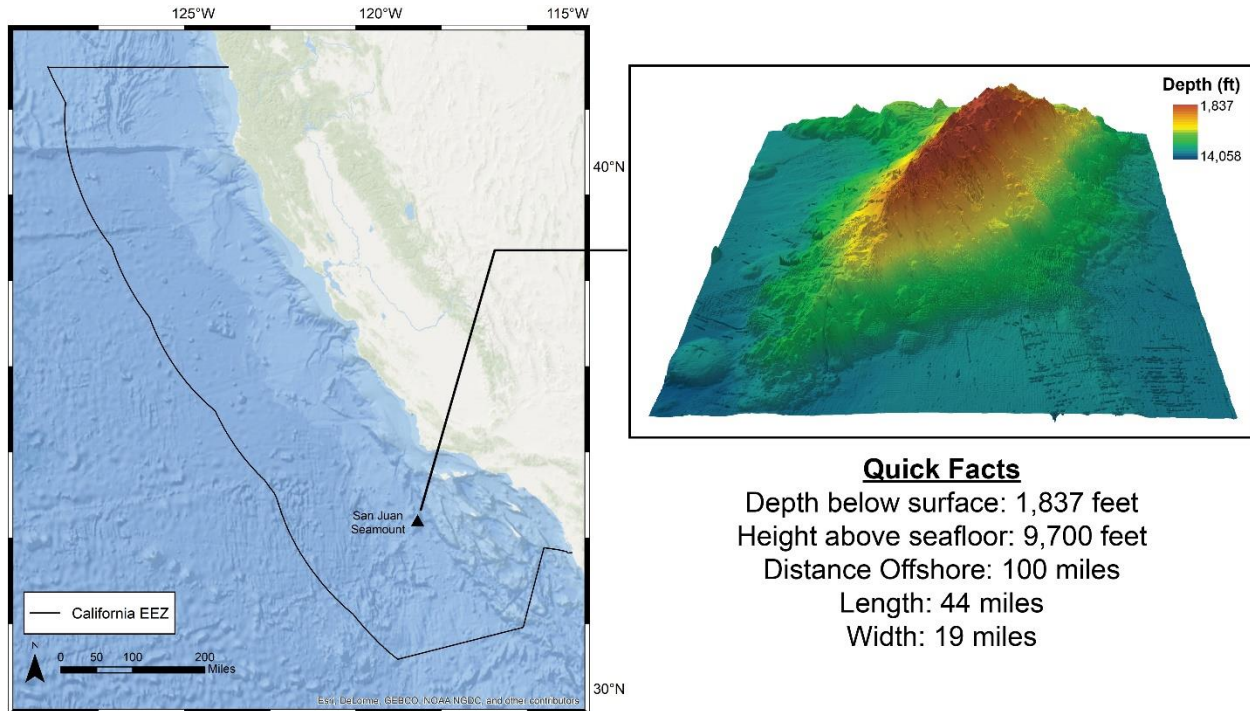 125°W
120°W
115°W
40°N
30°N
San Juan
Seamount
California EEZ
N
0 50 100 200
Miles
Esri, DeLorme, GEBCO, NOAA NGDC, and other contributors
Depth (ft)
1,837
14,058
Quick Facts
Depth below surface: 1,837 feet
Height above seafloor: 9,700 feet
Distance Offshore: 100 miles
Length: 44 miles
Width: 19 miles